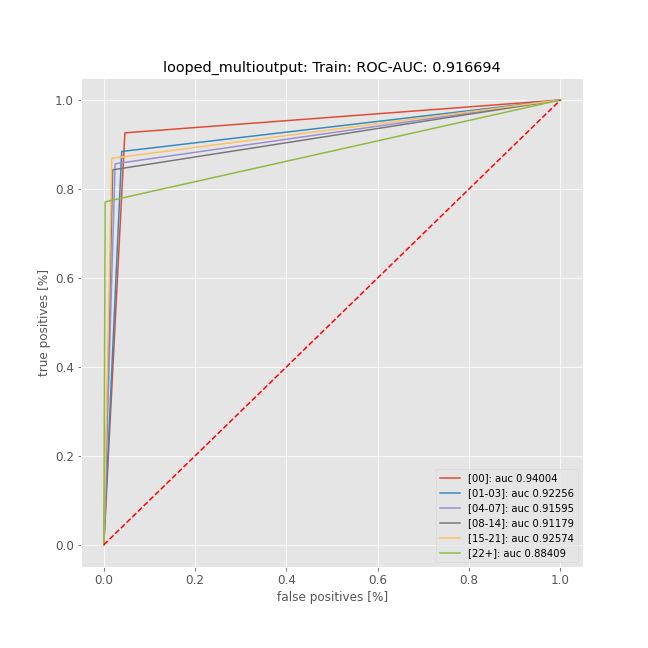 looped_multioutput: Train: ROC-AUC: 0.916694
1.0
0.8
0.6
0.4
0.2
0.0
true positives [%]
[00]: auc 0.94004
[01-03]: auc 0.92256
[04-07]: auc 0.91595
[08-14]: auc 0.91179
[15-21]: auc 0.92574
[22+]: auc 0.88409
0.0 0.2 0.4 0.6 0.8 1.0
false positives [%]